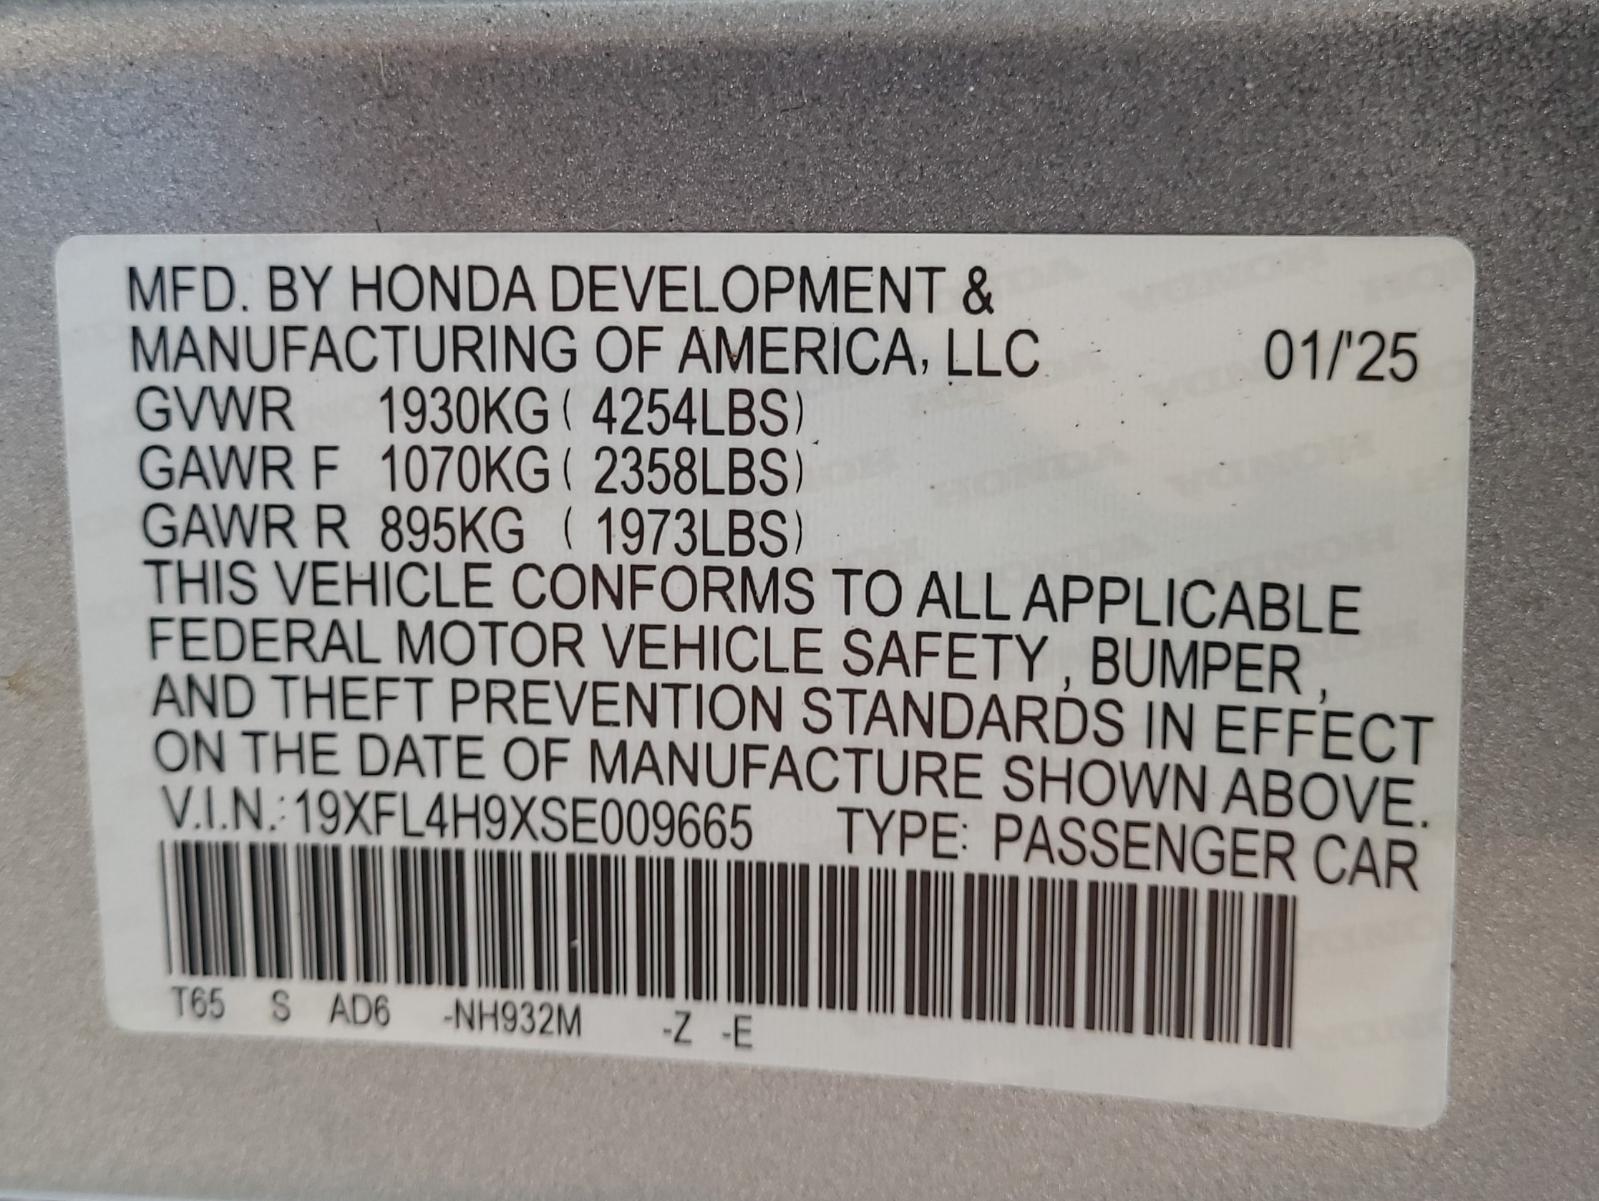 MFD. BY HONDA DEVELOPMENT &
MANUFACTURING OF AMERICA, LLC 01/'25
GVWR 1930KG ( 4254LBS)
GAWR F 1070KG ( 2358LBS)
GAWR R 895KG ( 1973LBS)
THIS VEHICLE CONFORMS TO ALL APPLICABLE
FEDERAL MOTOR VEHICLE SAFETY , BUMPER ,
AND THEFT PREVENTION STANDARDS IN EFFECT
ON THE DATE OF MANUFACTURE SHOWN ABOVE.
V.I.N.: 19XFL4H9XSE009665 TYPE: PASSENGER CAR
T65 S AD6 -NH932M -Z -E